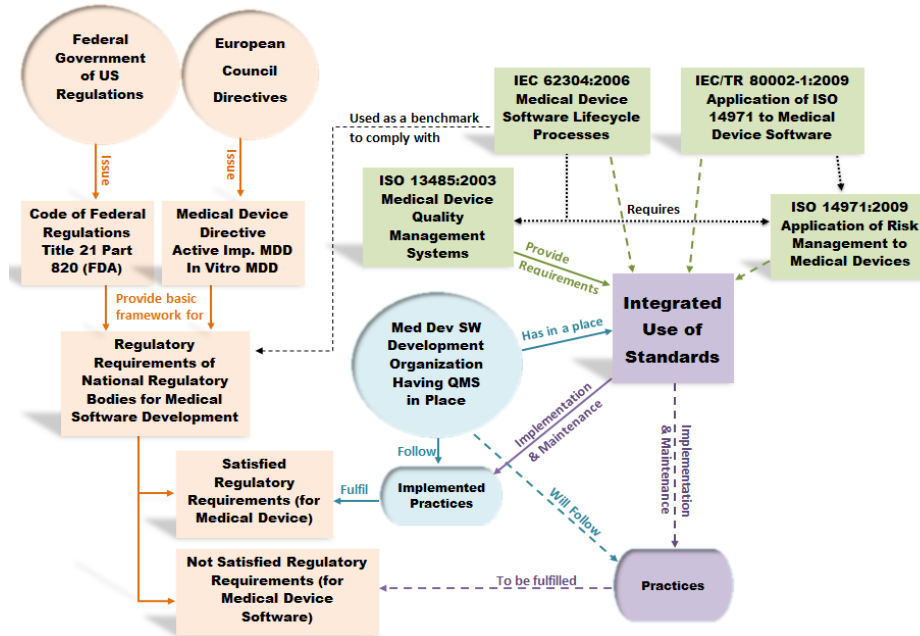 Federal
Government
of US
Regulations
European
Council
Directives
Issue
Issue
Code of Federal
Regulations
Title 21 Part
820 (FDA)
Medical Device
Directive
Active Imp. MDD
In Vitro MDD
Provide basic
framework for
Regulatory
Requirements of
National Regulatory
Bodies for Medical
Software Development
Satisfied
Regulatory
Requirements (for
Medical Device)
Not Satisfied Regulatory
Requirements (for
Medical Device
Software)
Used as a benchmark
to comply with
IEC 62304:2006
Medical Device
Software Lifecycle
Processes
IEC/TR 80002-1:2009
Application of ISO
14971 to Medical
Device Software
ISO 13485:2003
Medical Device
Quality
Management
Systems
Requires
ISO 14971:2009
Application of Risk
Management to
Medical Devices
Provide
Requirements
Integrated
Use of
Standards
Med Dev SW
Development
Organization
Having QMS
in Place
Has in a place
Implementation
& Maintenance
Implementation
& Maintenance
Follow
Fulfil
Implemented
Practices
Will Follow
To be fulfilled
Practices